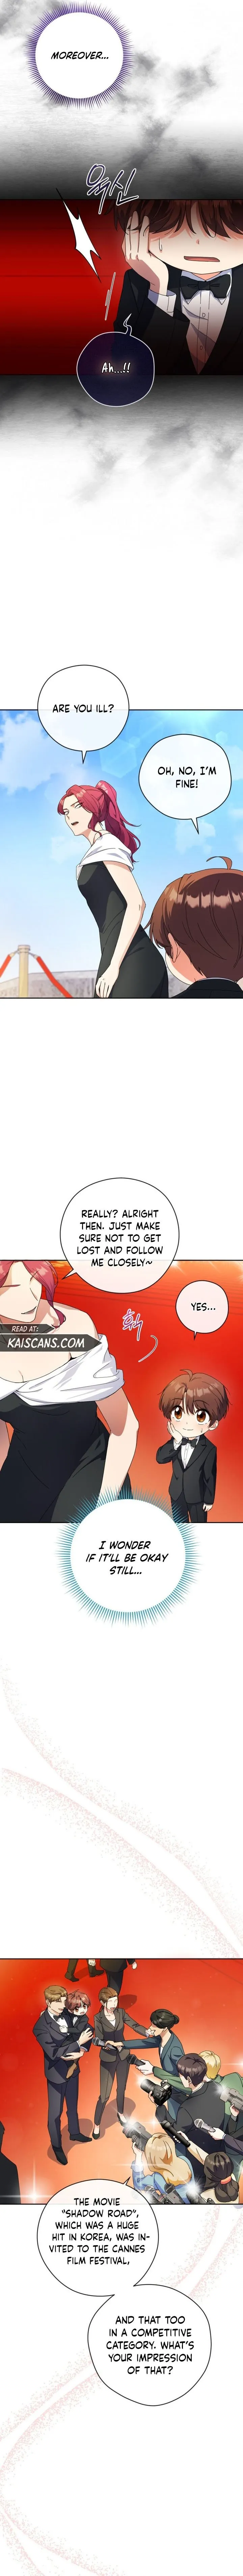 MOREOVER...
욱신
Ah...!!
ARE YOU ILL?
OH, NO, I'M
FINE!
REALLY? ALRIGHT
THEN. JUST MAKE
SURE NOT TO GET
LOST AND FOLLOW
ME CLOSELY~
YES...
READ AT:
KAISCANS.COM
휙
I WONDER
IF IT'LL BE OKAY
STILL...
THE MOVIE
"SHADOW ROAD",
WHICH WAS A HUGE
HIT IN KOREA, WAS IN-
VITED TO THE CANNES
FILM FESTIVAL,
AND THAT TOO
IN A COMPETITIVE
CATEGORY. WHAT'S
YOUR IMPRESSION
OF THAT?